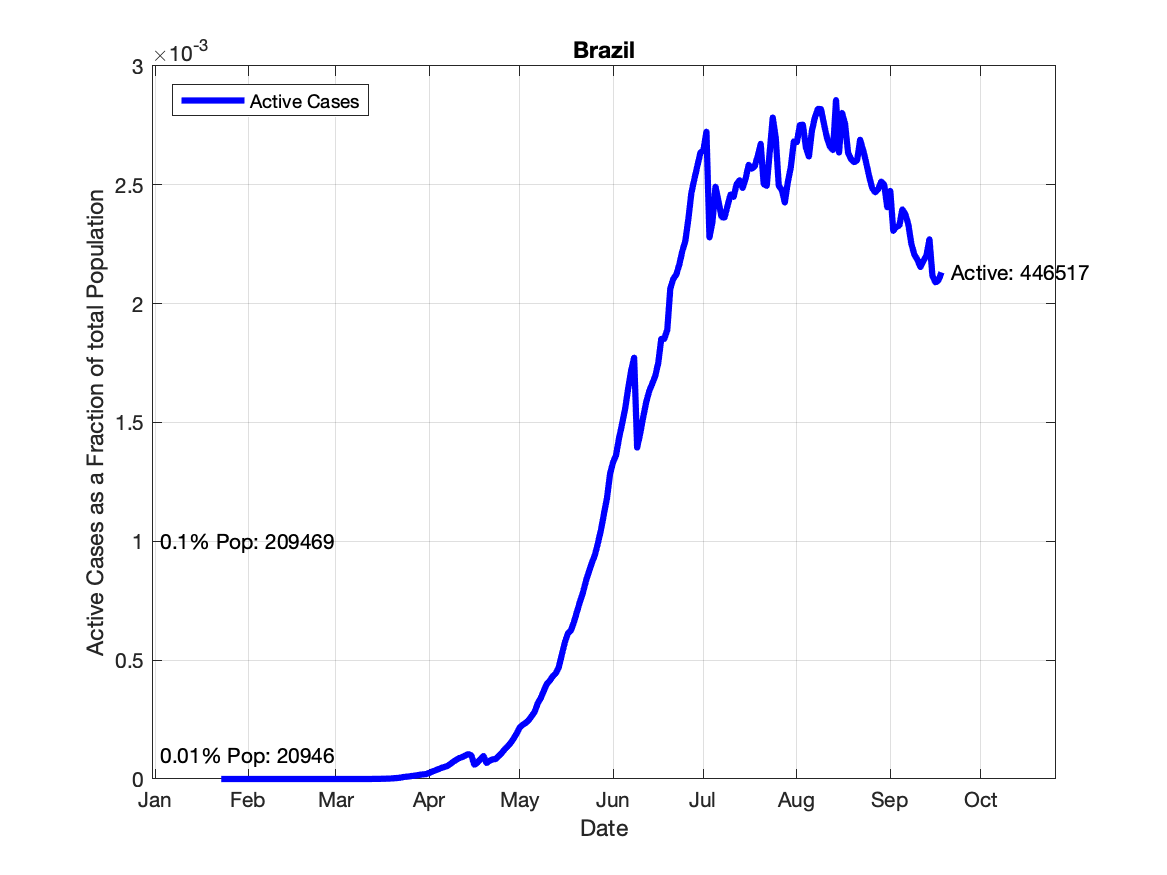 Brazil
×10-3
3
2.5
2
1.5
1
0.5
0
Active Cases
Active: 446517
0.1% Pop: 209469
0.01% Pop: 20946
Active Cases as a Fraction of total Population
Jan Feb Mar Apr May Jun Jul Aug Sep Oct
Date